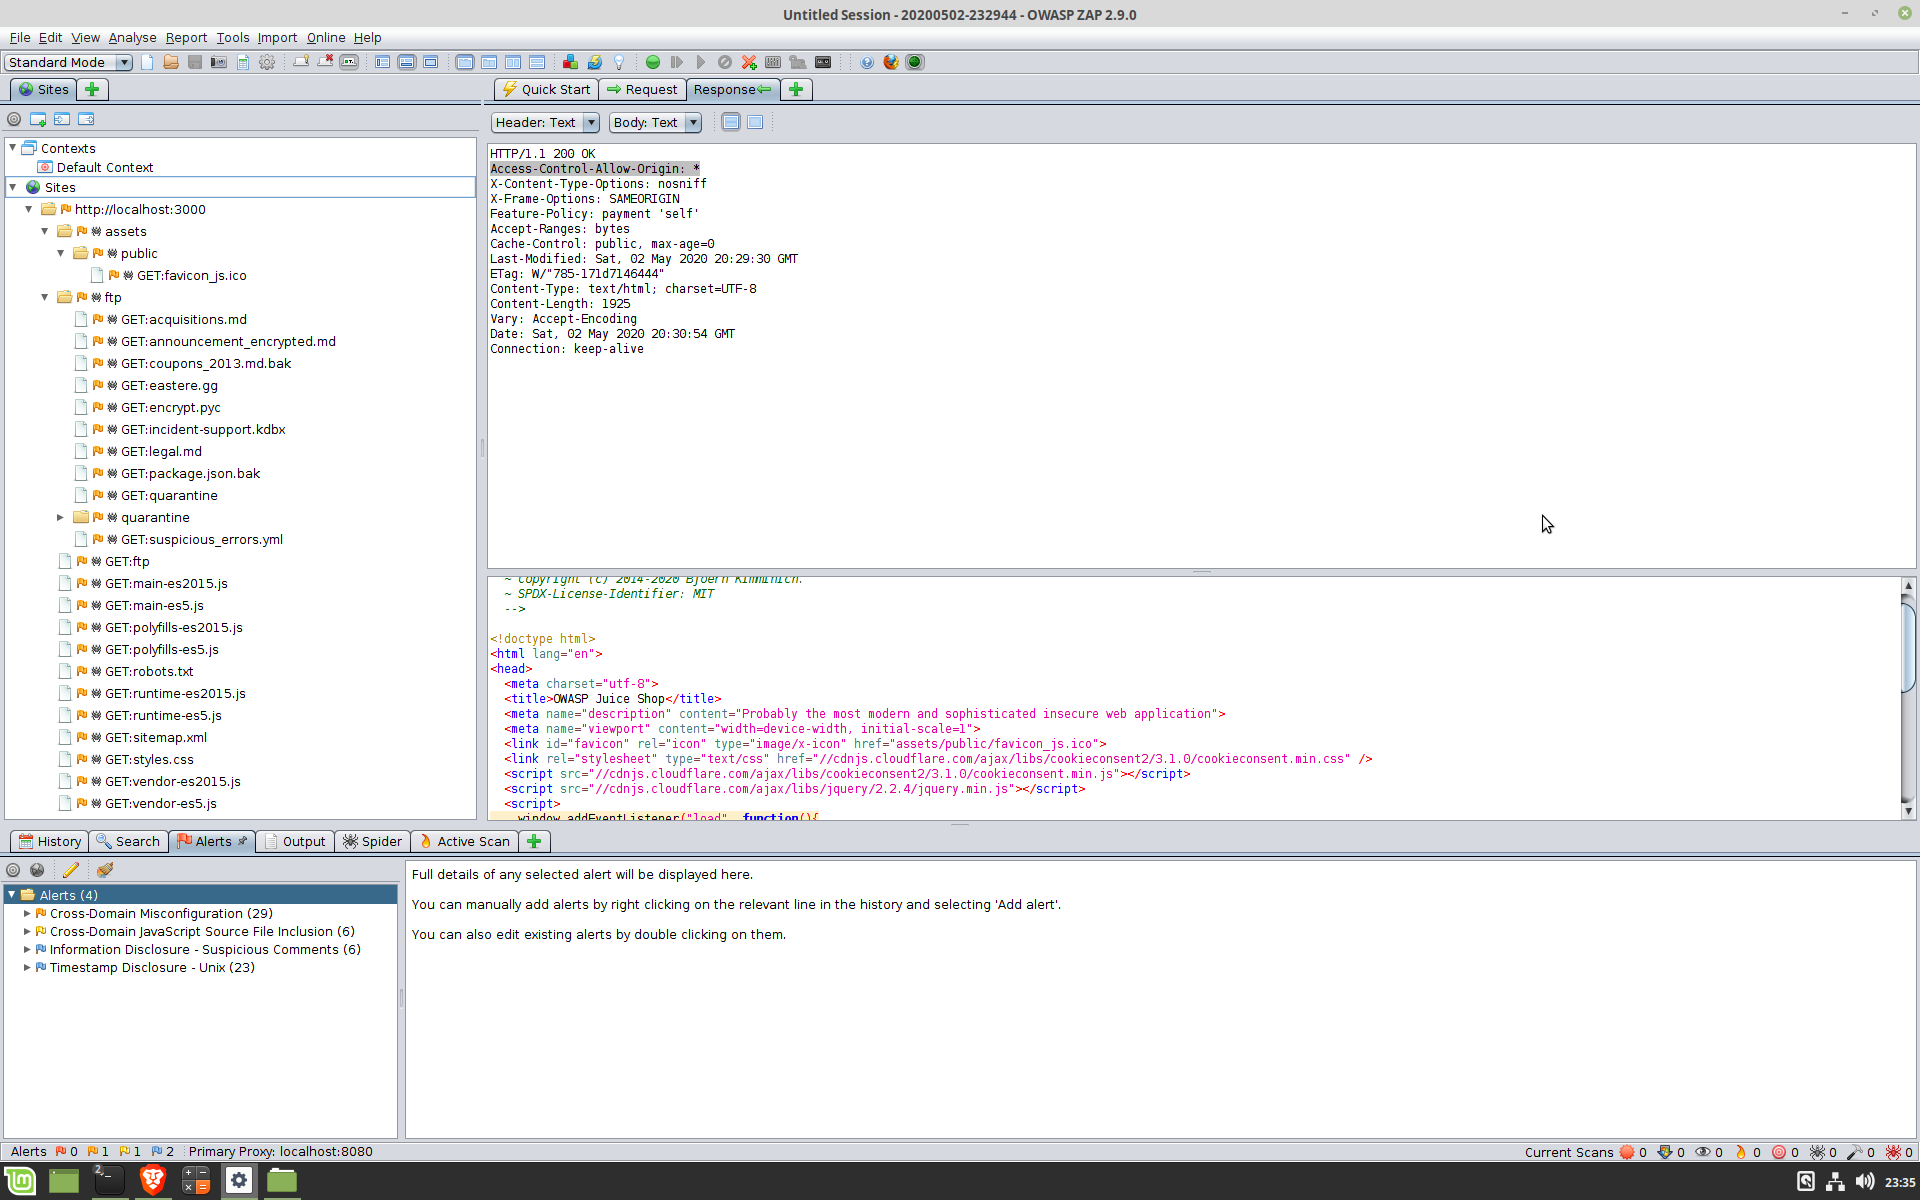 Untitled Session - 20200502-232944 - OWASP ZAP 2.9.0
File Edit View Analyse Report Tools Import Online Help
Standard Mode
Sites
Quick Start
Request
Response
Header: Text
Body: Text
Contexts
Default Context
Sites
http://localhost:3000
assets
public
GET:favicon_js.ico
ftp
GET:acquisitions.md
GET:announcement_encrypted.md
GET:coupons_2013.md.bak
GET:eastere.gg
GET:encrypt.pyc
GET:incident-support.kdbx
GET:legal.md
GET:package.json.bak
GET:quarantine
quarantine
GET:suspicious_errors.yml
GET:ftp
GET:main-es2015.js
GET:main-es5.js
GET:polyfills-es2015.js
GET:polyfills-es5.js
GET:robots.txt
GET:runtime-es2015.js
GET:runtime-es5.js
GET:sitemap.xml
GET:styles.css
GET:vendor-es2015.js
GET:vendor-es5.js
HTTP/1.1 200 OK
Access-Control-Allow-Origin: *
X-Content-Type-Options: nosniff
X-Frame-Options: SAMEORIGIN
Feature-Policy: payment 'self'
Accept-Ranges: bytes
Cache-Control: public, max-age=0
Last-Modified: Sat, 02 May 2020 20:29:30 GMT
ETag: W/"785-171d7146444"
Content-Type: text/html; charset=UTF-8
Content-Length: 1925
Vary: Accept-Encoding
Date: Sat, 02 May 2020 20:30:54 GMT
Connection: keep-alive
~ Copyright (c) 2014-2020 Bjoern Kimminich.
~ SPDX-License-Identifier: MIT
-->
<!doctype html>
<html lang="en">
<head>
<meta charset="utf-8">
<title>OWASP Juice Shop</title>
<meta name="description" content="Probably the most modern and sophisticated insecure web application">
<meta name="viewport" content="width=device-width, initial-scale=1">
<link id="favicon" rel="icon" type="image/x-icon" href="assets/public/favicon_js.ico">
<link rel="stylesheet" type="text/css" href="//cdnjs.cloudflare.com/ajax/libs/cookieconsent2/3.1.0/cookieconsent.min.css" />
<script src="//cdnjs.cloudflare.com/ajax/libs/cookieconsent2/3.1.0/cookieconsent.min.js"></script>
<script src="//cdnjs.cloudflare.com/ajax/libs/jquery/2.2.4/jquery.min.js"></script>
<script>
window.addEventListener("load", function(){
History
Search
Alerts
Output
Spider
Active Scan
Alerts (4)
Cross-Domain Misconfiguration (29)
Cross-Domain JavaScript Source File Inclusion (6)
Information Disclosure - Suspicious Comments (6)
Timestamp Disclosure - Unix (23)
Full details of any selected alert will be displayed here.
You can manually add alerts by right clicking on the relevant line in the history and selecting 'Add alert'.
You can also edit existing alerts by double clicking on them.
Alerts 0 1 1 2 Primary Proxy: localhost:8080
Current Scans 0 0 0 0 0 0 0 0
2
23:35